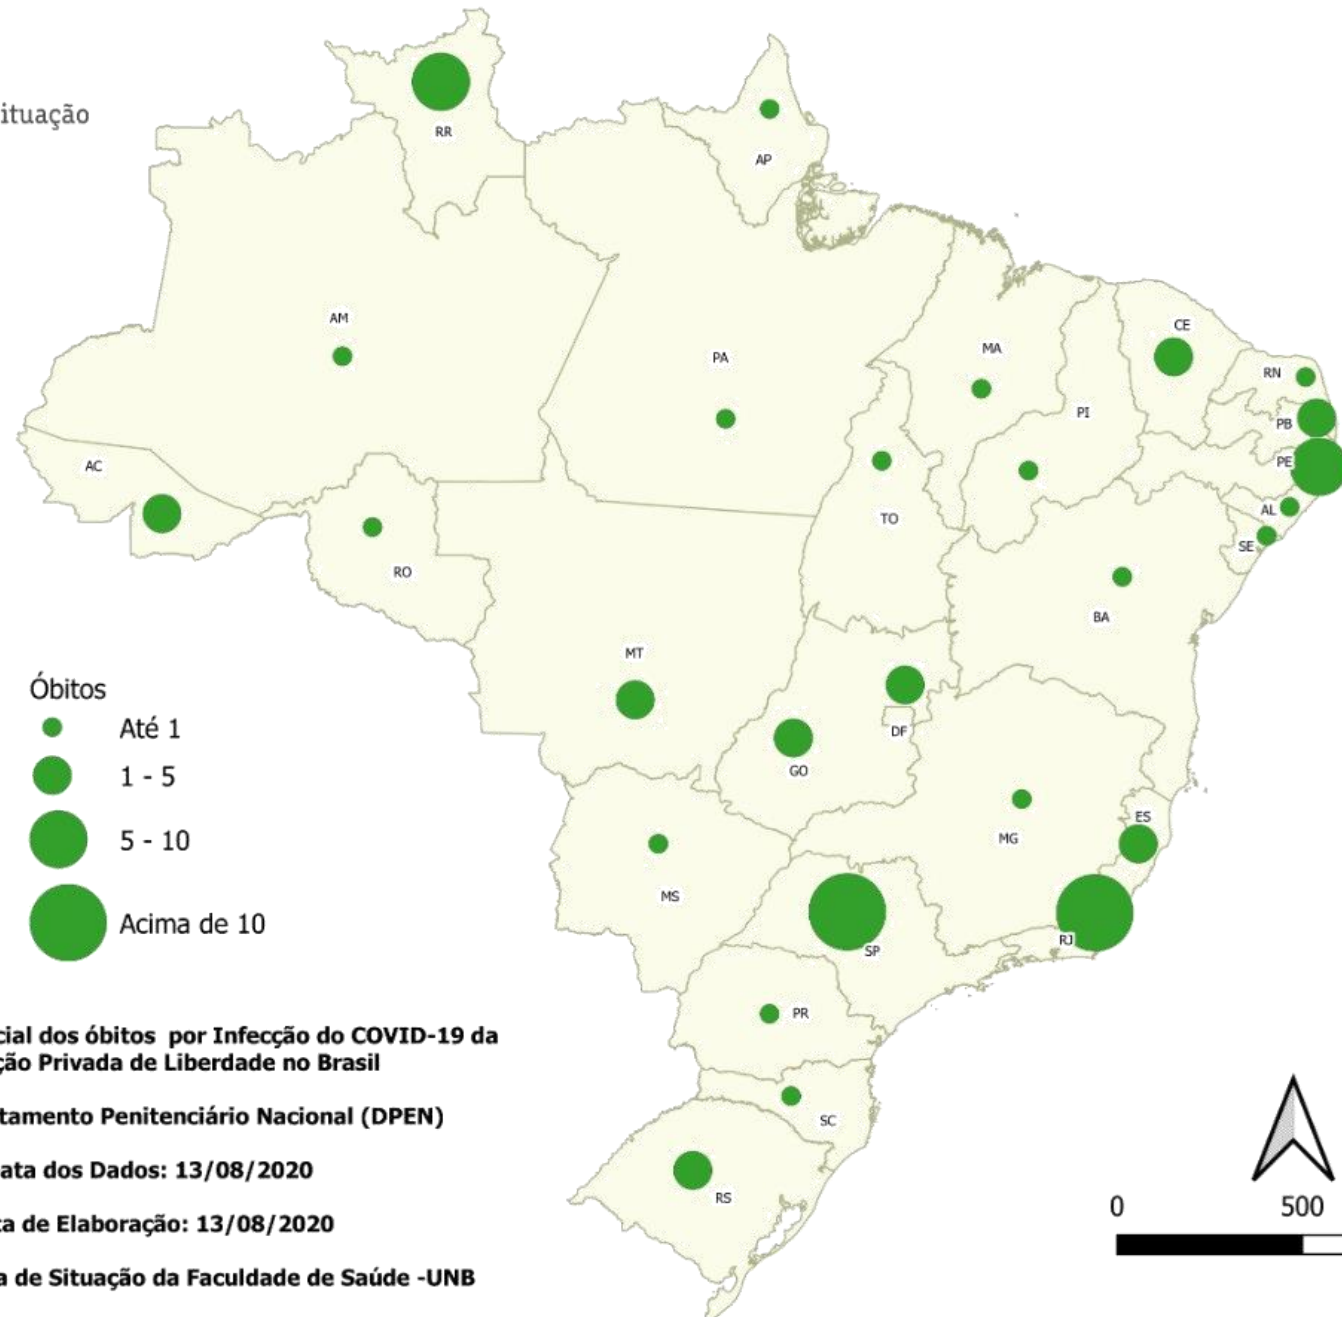 ituação
RR
AP
AM
PA
MA
CE
RN
PI
PB
PE
AC
AL
TO
SE
RO
BA
MT
DF
GO
ES
MG
MS
RJ
SP
PR
SC
RS
Óbitos
Até 1
1 - 5
5 - 10
Acima de 10
cial dos óbitos por Infecção do COVID-19 da
ção Privada de Liberdade no Brasil
tamento Penitenciário Nacional (DPEN)
ata dos Dados: 13/08/2020
ta de Elaboração: 13/08/2020
a de Situação da Faculdade de Saúde -UNB
0 500